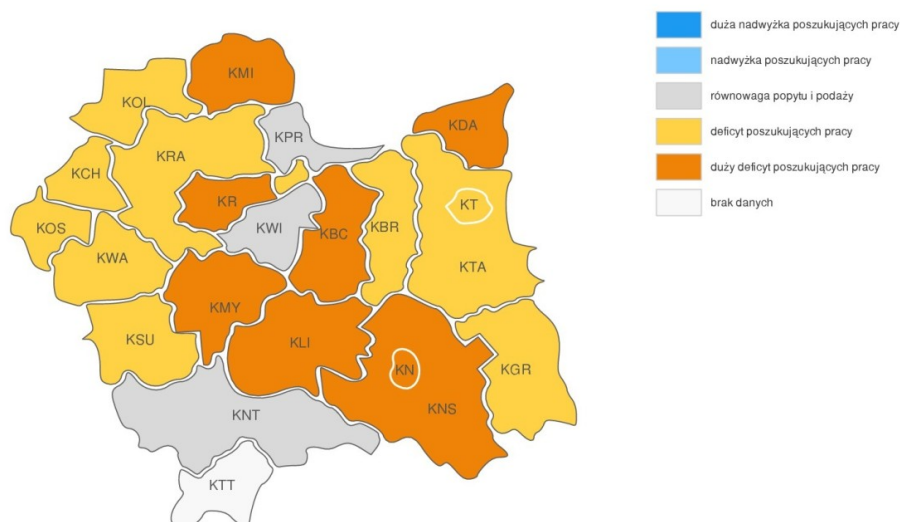 duża nadwyżka poszukujących pracy
nadwyżka poszukujących pracy
równowaga popytu i podaży
deficyt poszukujących pracy
duży deficyt poszukujących pracy
brak danych
KMI
KOL
KDA
KPR
KRA
KCH
KR
KT
KOS
KWI
KBC
KBR
KWA
KTA
KMY
KSU
KLI
KN
KGR
KNS
KNT
KTT